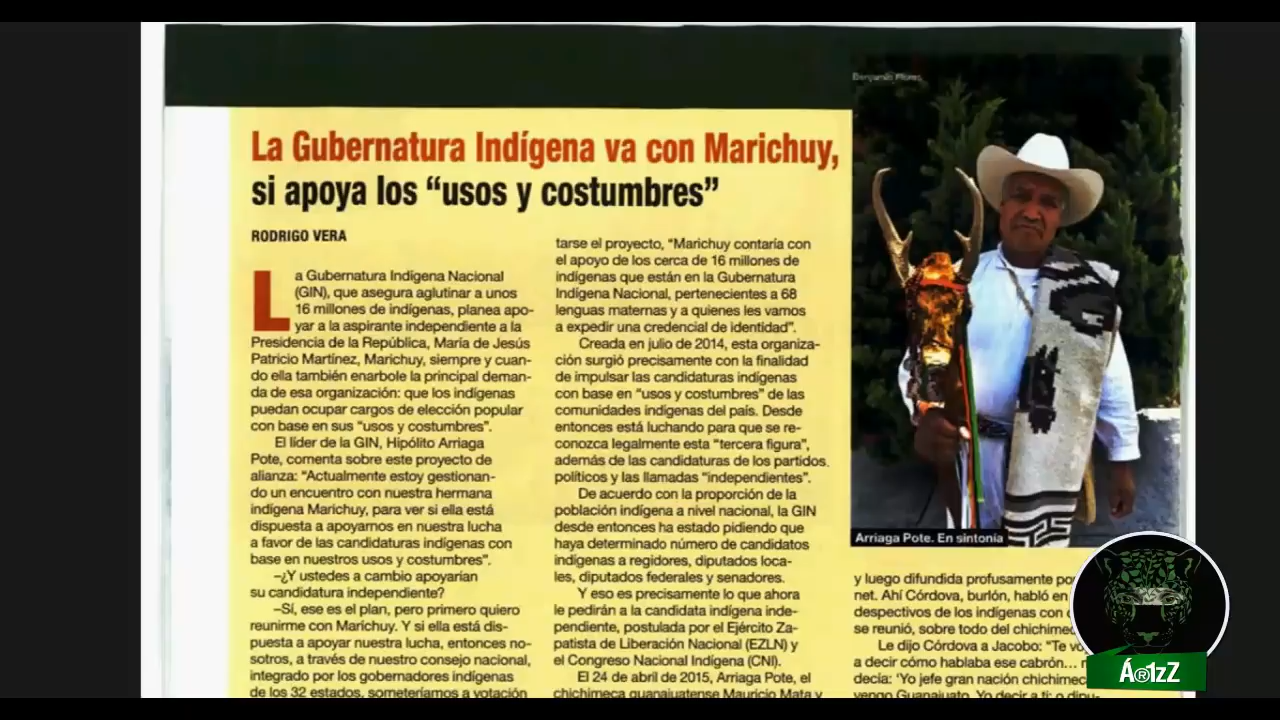 La Gubernatura Indígena va con Marichuy,
si apoya los “usos y costumbres”
RODRIGO VERA
La Gubernatura Indígena Nacional
(GIN), que asegura aglutinar a unos
16 millones de indígenas, planea apo-
yar a la aspirante independiente a la
Presidencia de la República, María de Jesús
Patricio Martínez, Marichuy, siempre y cuan-
do ella también enarbole la principal deman-
da de esa organización: que los indígenas
puedan ocupar cargos de elección popular
con base en sus “usos y costumbres”.
El líder de la GIN, Hipólito Arriaga
Pote, comenta sobre este proyecto de
alianza: “Actualmente estoy gestionan-
do un encuentro con nuestra hermana
indígena Marichuy, para ver si ella está
dispuesta a apoyarnos en nuestra lucha
a favor de las candidaturas indígenas con
base en nuestros usos y costumbres”.
–¿Y ustedes a cambio apoyarían
su candidatura independiente?
–Sí, ese es el plan, pero primero quiero
reunirme con Marichuy. Y si ella está dis-
puesta a apoyar nuestra lucha, entonces no-
sotros, a través de nuestro consejo nacional,
integrado por los gobernadores indígenas
de los 32 estados, someteríamos a votación
tarse el proyecto, “Marichuy contaría con
el apoyo de los cerca de 16 millones de
indígenas que están en la Gubernatura
Indígena Nacional, pertenecientes a 68
lenguas maternas y a quienes les vamos
a expedir una credencial de identidad”.
Creada en julio de 2014, esta organiza-
ción surgió precisamente con la finalidad
de impulsar las candidaturas indígenas
con base en “usos y costumbres” de las
comunidades indígenas del país. Desde
entonces está luchando para que se re-
conozca legalmente esta “tercera figura”,
además de las candidaturas de los partidos
políticos y las llamadas “independientes”.
De acuerdo con la proporción de la
población indígena a nivel nacional, la GIN
desde entonces ha estado pidiendo que
haya determinado número de candidatos
indígenas a regidores, diputados loca-
les, diputados federales y senadores.
Y eso es precisamente lo que ahora
le pedirán a la candidata indígena inde-
pendiente, postulada por el Ejército Za-
patista de Liberación Nacional (EZLN) y
el Congreso Nacional Indígena (CNI).
El 24 de abril de 2015, Arriaga Pote, el
chichimeca guanajuatense Mauricio Mata y
Benjamín Flores
Arriaga Pote. En sintonía
y luego difundida profusamente po
net. Ahí Córdova, burlón, habló en
despectivos de los indígenas con
se reunió, sobre todo del chichimec
Le dijo Córdova a Jacobo: “Te vo
a decir cómo hablaba ese cabrón…
decía: ‘Yo jefe gran nación chichimec
vengo Guanajuato. Yo decir a ti: o dipu
Á®1zZ